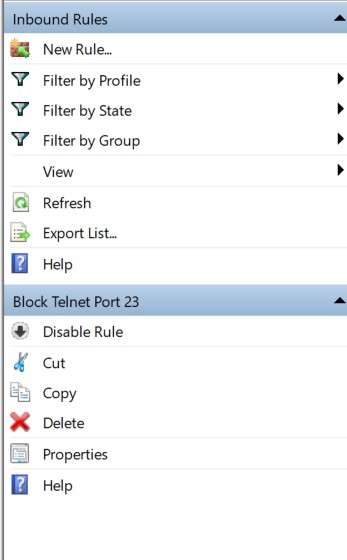 Inbound Rules
New Rule...
Filter by Profile
Filter by State
Filter by Group
View
Refresh
Export List...
Help
Block Telnet Port 23
Disable Rule
Cut
Copy
Delete
Properties
Help